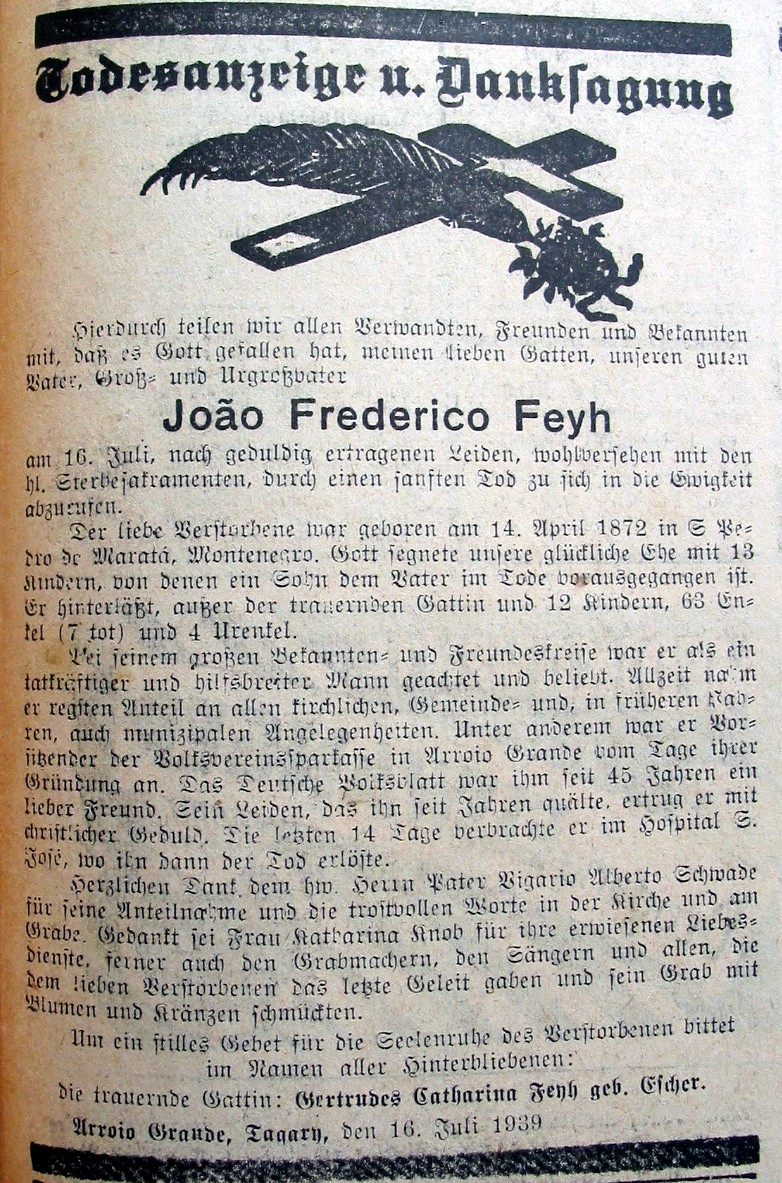 Todesanzeige u. Danksagung
Hierdurch teilen wir allen Verwandten, Freunden und Bekannten
mit, daß es Gott gefallen hat, meinen lieben Gatten, unseren guten
Vater, Groß- und Urgroßvater
João Frederico Feyh
am 16. Juli, nach geduldig ertragenen Leiden, wohlversehen mit den
hl. Sterbesakramenten, durch einen sanften Tod zu sich in die Ewigkeit
abzurufen.
Der liebe Verstorbene war geboren am 14. April 1872 in S Pe-
dro de Maratá, Montenegro. Gott segnete unsere glückliche Ehe mit 13
Kindern, von denen ein Sohn dem Vater im Tode vorausgegangen ist.
Er hinterläßt, außer der trauernden Gattin und 12 Kindern, 63 En-
kel (7 tot) und 4 Urenkel.
Bei seinem großen Bekannten- und Freundeskreise war er als ein
tatkräftiger und hilfsbreiter Mann geachtet und beliebt. Allzeit nahm
er regsten Anteil an allen kirchlichen, Gemeinde- und, in früheren Jah-
ren, auch munizipalen Angelegenheiten. Unter anderem war er Vor-
sitzender der Volksvereinssparkasse in Arroio Grande vom Tage ihrer
Gründung an. Das Deutsche Volksblatt war ihm seit 45 Jahren ein
lieber Freund. Sein Leiden, das ihn seit Jahren quälte, ertrug er mit
christlicher Geduld. Die letzten 14 Tage verbrachte er im Hospital S.
José, wo ihn dann der Tod erlöste.
Herzlichen Dank dem hw. Herrn Pater Vigario Alberto Schwade
für seine Anteilnahme und die trostvollen Worte in der Kirche und am
Grabe. Gedankt sei Frau Katharina Knob für ihre erwiesenen Liebes-
dienste, ferner auch den Grabmachern, den Sängern und allen, die
dem lieben Verstorbenen das letzte Geleit gaben und sein Grab mit
Blumen und Kränzen schmückten.
Um ein stilles Gebet für die Seelenruhe des Verstorbenen bittet
im Namen aller Hinterbliebenen:
die trauernde Gattin: Gertrudes Catharina Feyh geb. Escher.
Arroio Grande, Taquary, den 16. Juli 1939